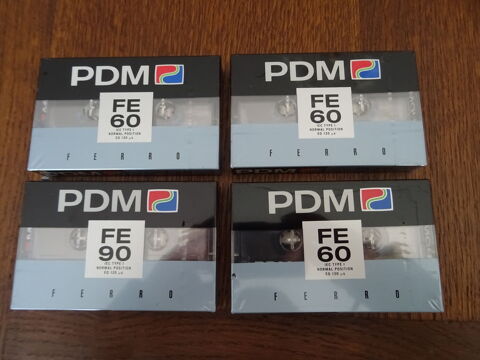 PDM
FE
60
IEC TYPE I
NORMAL POSITION
EQ 120 µs
FERRO
PDM
FE
60
IEC TYPE I
NORMAL POSITION
EQ 120 µs
FERRO
PDM
FE
90
IEC TYPE I
NORMAL POSITION
EQ 120 µs
FERRO
PDM
FE
60
IEC TYPE I
NORMAL POSITION
EQ 120 µs
FERRO